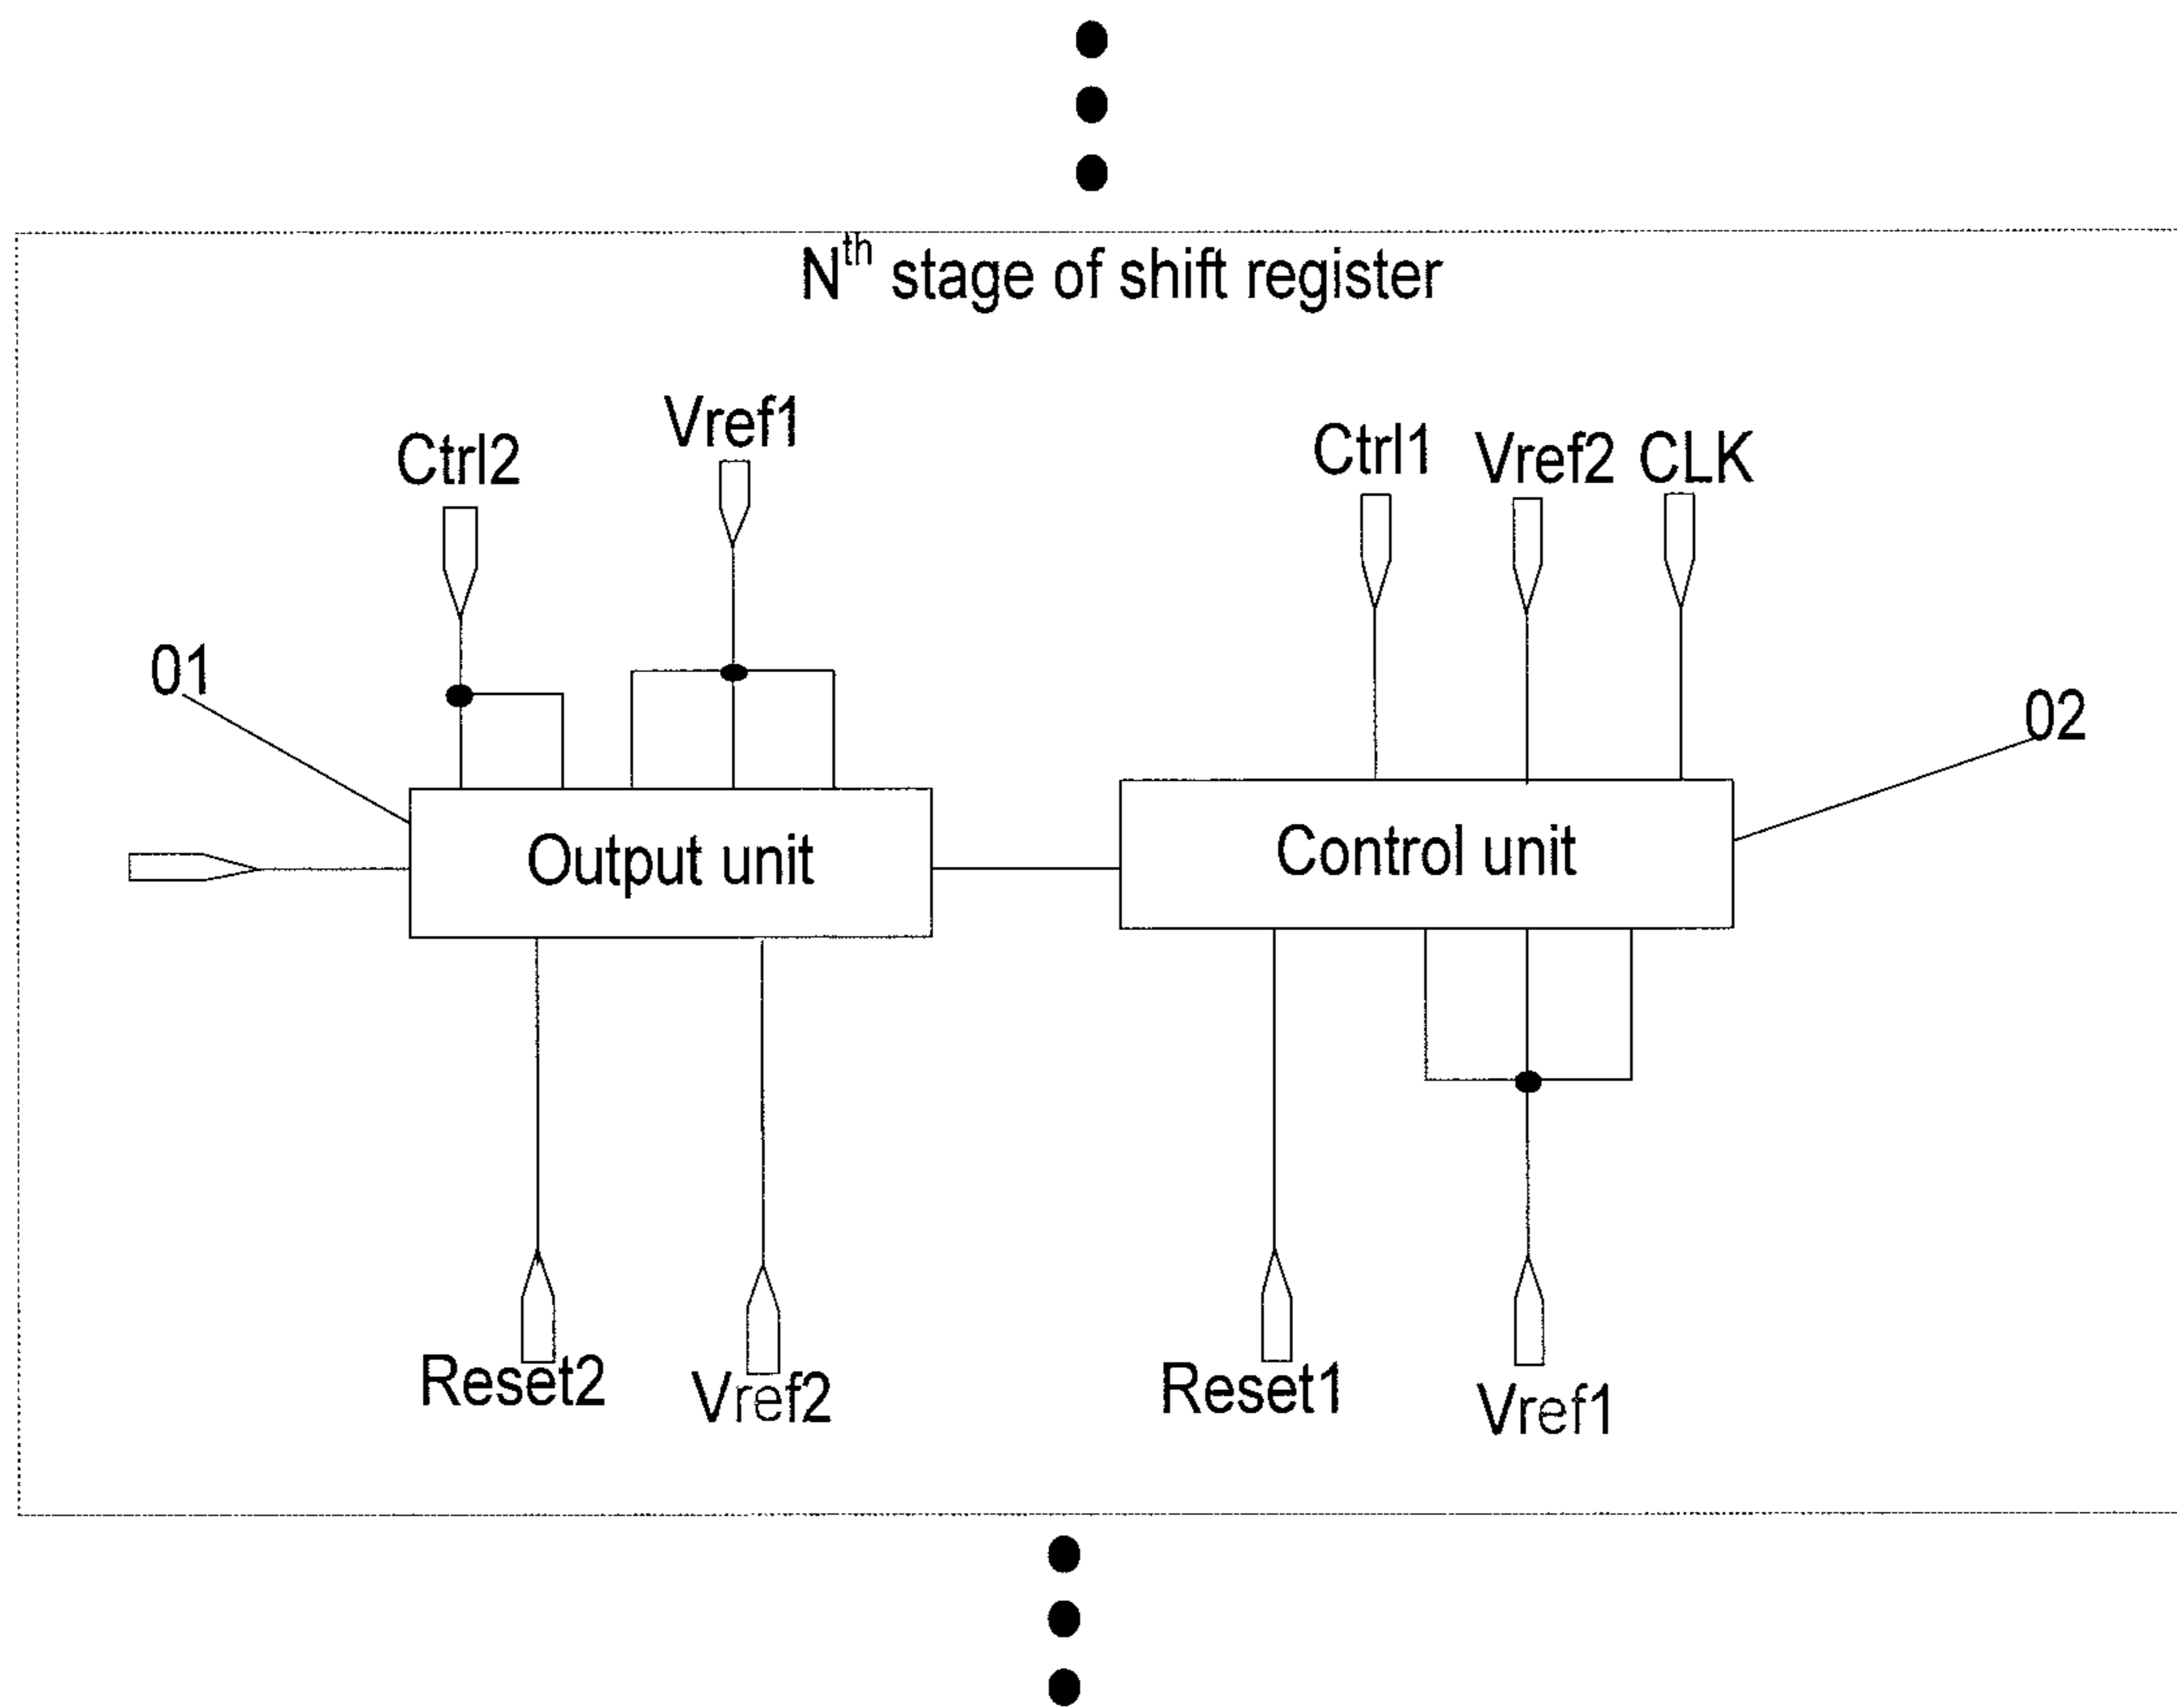 Nth stage of shift register
Vref1
Ctrl2
Ctrl1
Vref2
CLK
01
02
Output unit
Control unit
Reset2
Vref2
Reset1
Vref1